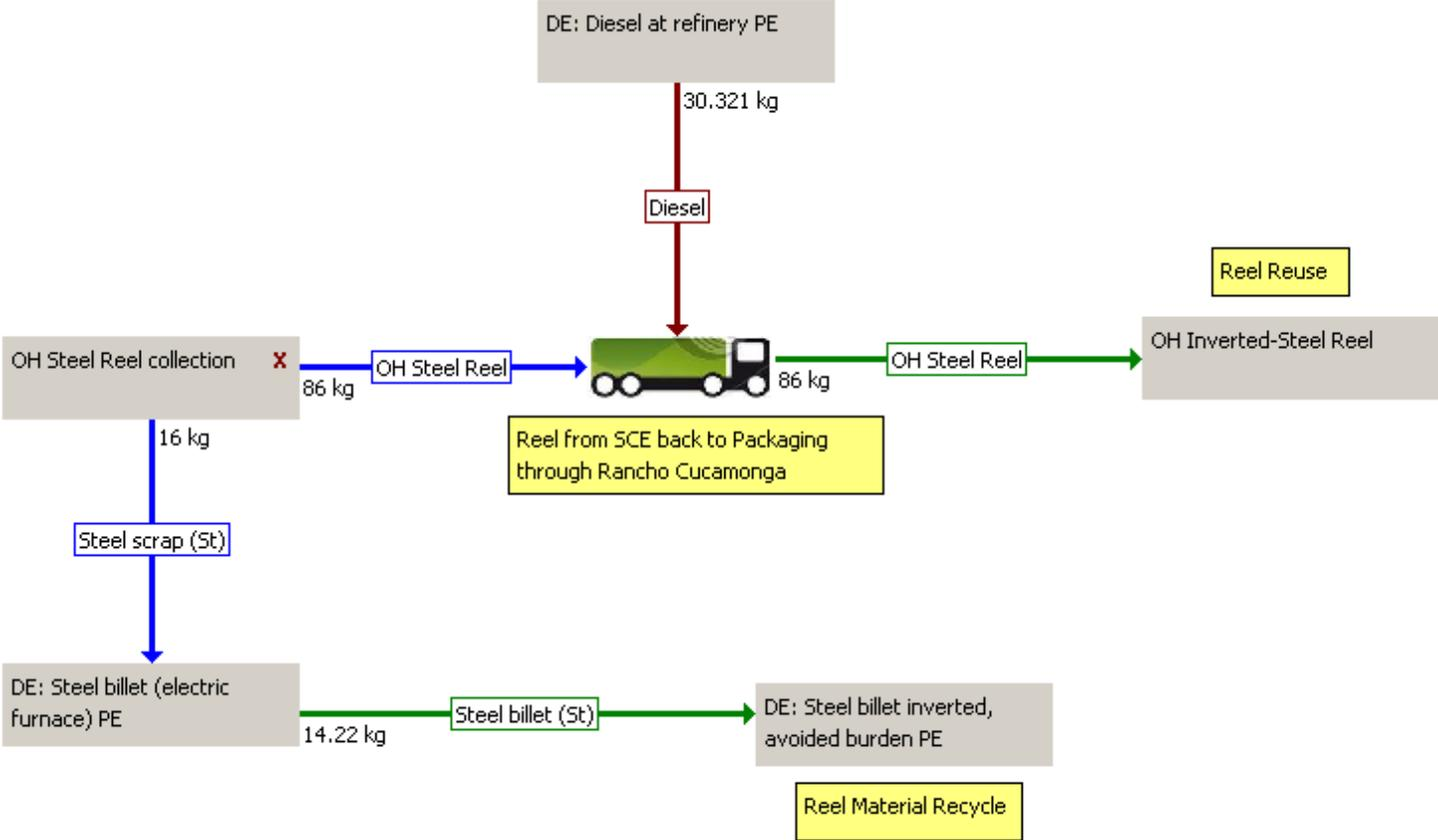 DE: Diesel at refinery PE
30.321 kg
Diesel
Reel Reuse
OH Steel Reel collection X
OH Steel Reel
86 kg
86 kg
OH Steel Reel
OH Inverted-Steel Reel
16 kg
Reel from SCE back to Packaging
through Rancho Cucamonga
Steel scrap (St)
DE: Steel billet (electric
furnace) PE
14.22 kg
Steel billet (St)
DE: Steel billet inverted,
avoided burden PE
Reel Material Recycle